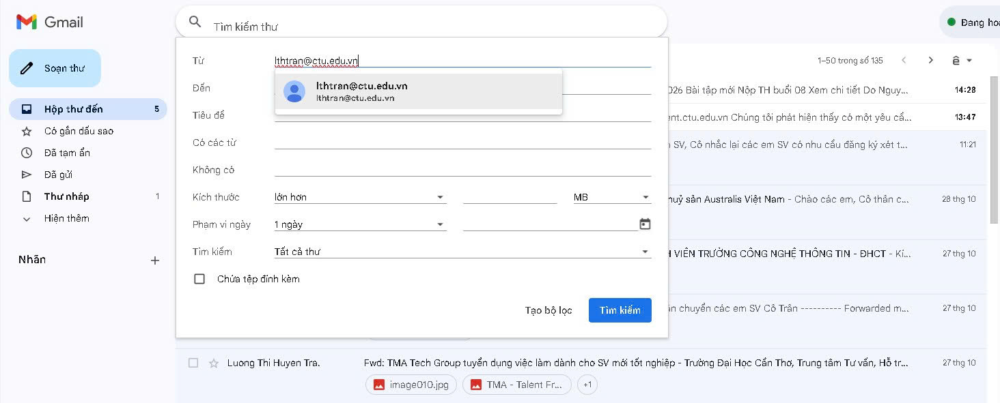 Gmail
Tìm kiếm thư
Đang hoạ
Soạn thư
Hộp thư đến 5
Có gắn dấu sao
Đã tạm ẩn
Đã gửi
Thư nháp 1
Hiện thêm
Nhãn
Từ lthtran@ctu.edu.vn
lthtran@ctu.edu.vn
lthtran@ctu.edu.vn
Đến
Tiêu đề
Có các từ
Không có
Kích thước lớn hơn MB
Phạm vi ngày 1 ngày
Tìm kiếm Tất cả thư
Chứa tệp đính kèm
Tạo bộ lọc Tìm kiếm
1–50 trong số 135
Bài tập mới Nộp TH buổi 08 Xem chi tiết Do Nguy... 14:28
nt.ctu.edu.vn Chúng tôi phát hiện thấy có một yêu cầ... 13:47
SV, Cô nhắc lại các em SV có nhu cầu đăng ký xét t... 11:21
sản Australis Việt Nam - Chào các em, Cô thân c... 28 thg 10
VIÊN TRƯỜNG CÔNG NGHỆ THÔNG TIN - ĐHCT - Kí... 27 thg 10
chuyển các em SV Cô Trân ---------- Forwarded m... 27 thg 10
Luong Thi Huyen Tra. Fwd: TMA Tech Group tuyển dụng việc làm dành cho SV mới tốt nghiệp - Trường Đại Học Cần Thơ, Trung tâm Tư vấn, Hỗ tr... 27 thg 10
image010.jpg TMA - Talent Fr... +1